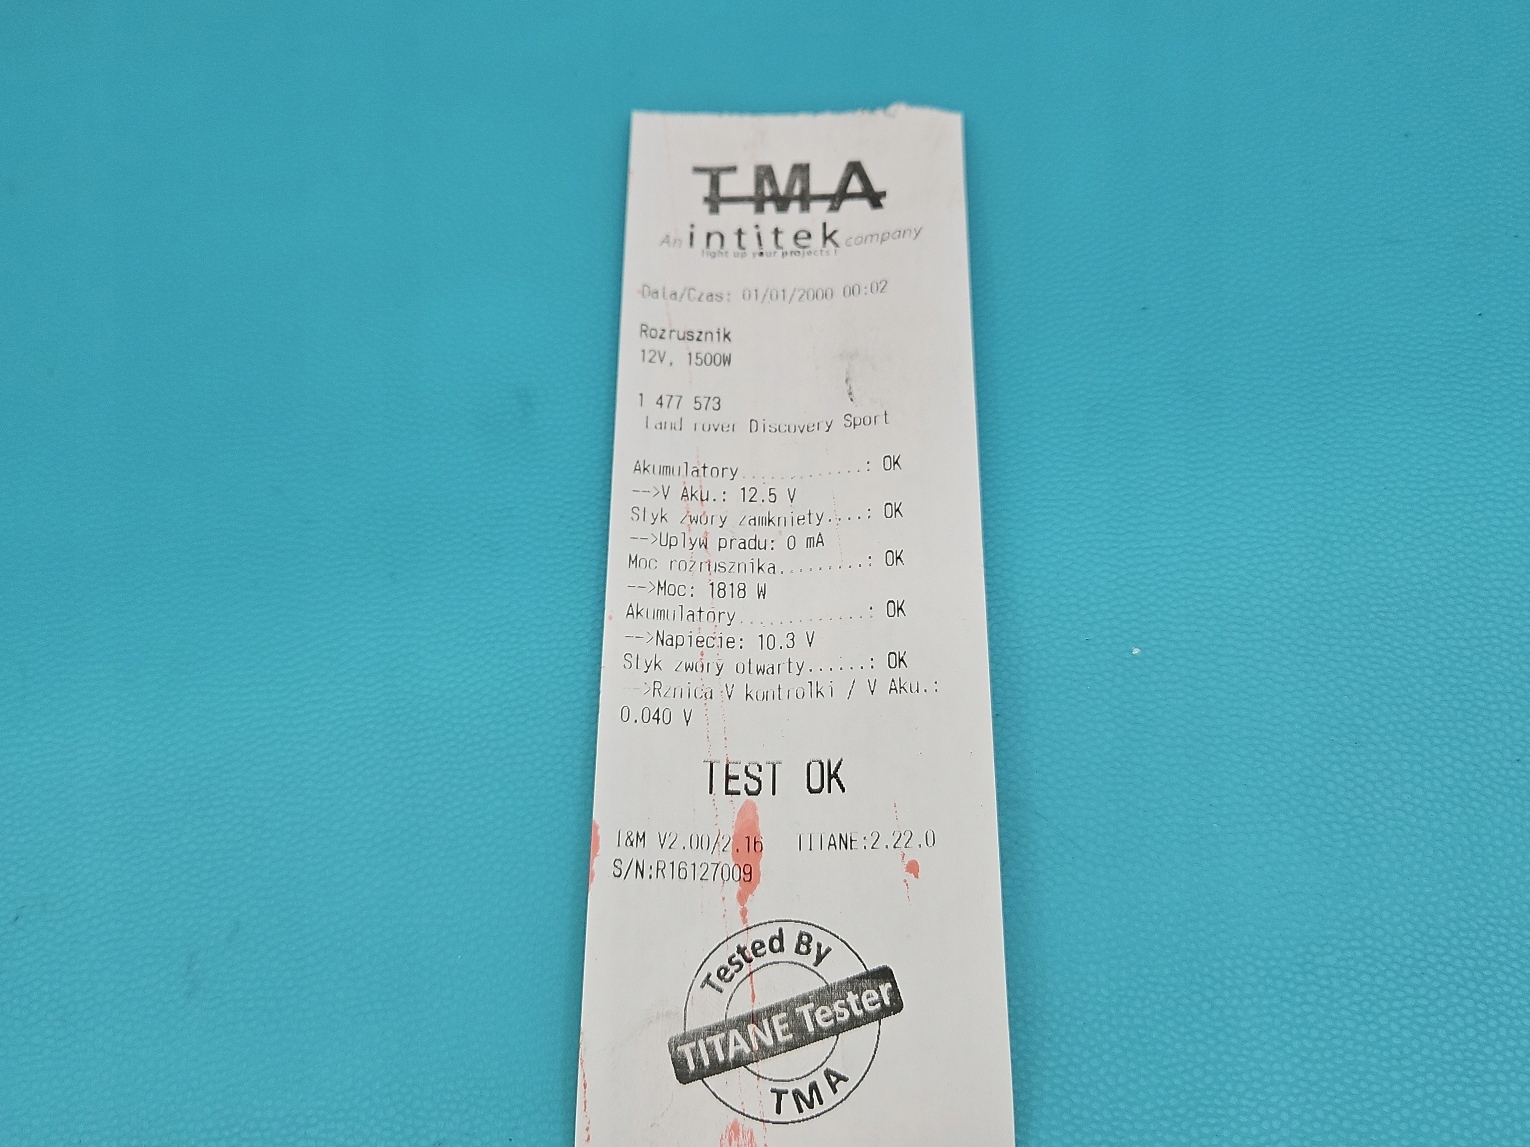 TMA
An intitek company
light up your projects !
Data/Czas: 01/01/2000 00:02
Rozrusznik
12V, 1500W
1 477 573
Land rover Discovery Sport
Akumulatory.............: OK
-->V Aku.: 12.5 V
Styk zwory zamkniety....: OK
-->Uplyw pradu: 0 mA
Moc rozrusznika.........: OK
-->Moc: 1818 W
Akumulatory.............: OK
-->Napiecie: 10.3 V
Styk zwory otwarty......: OK
-->Rznica V kontrolki / V Aku.:
0.040 V
TEST OK
I&M V2.00/2.16 TITANE:2.22.0
S/N:R16127009
Tested By
TITANE Tester
TMA